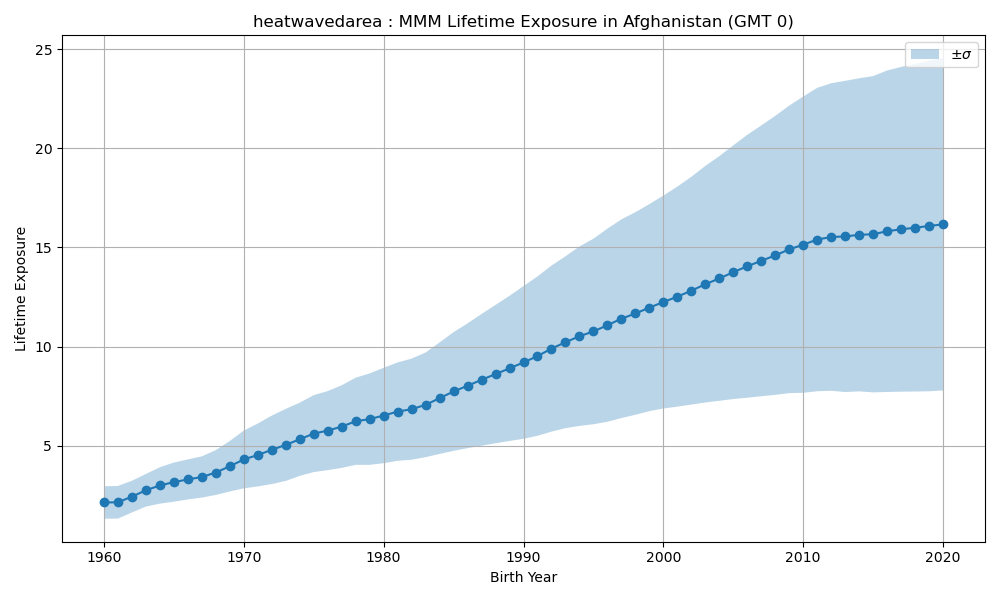 heatwavedarea : MMM Lifetime Exposure in Afghanistan (GMT 0)
±σ
25
20
15
10
5
Lifetime Exposure
1960 1970 1980 1990 2000 2010 2020
Birth Year